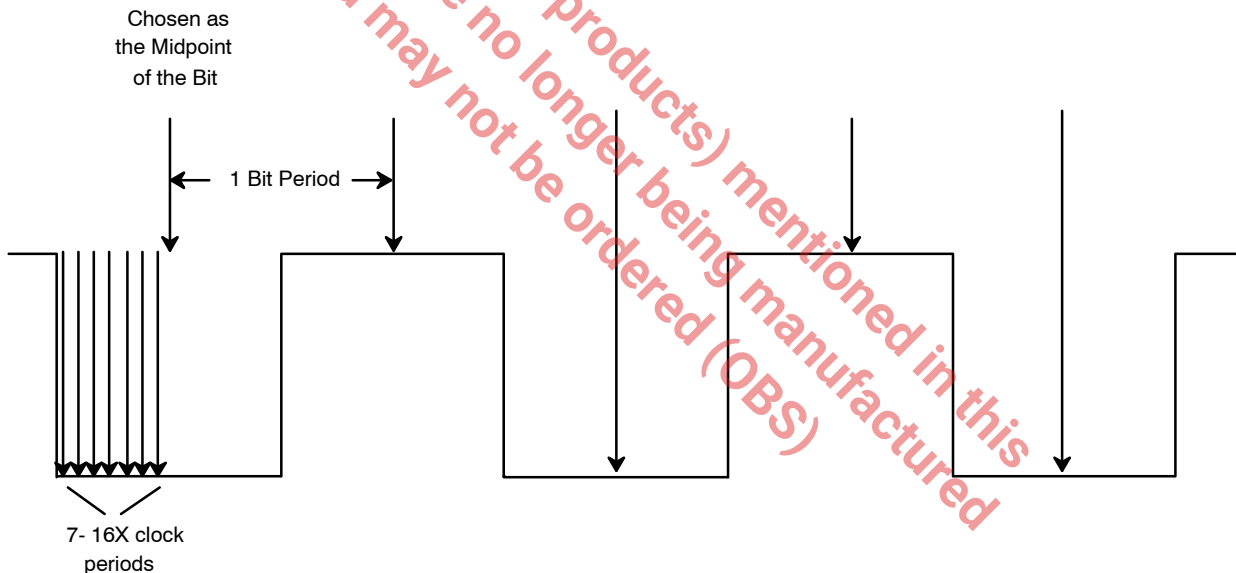 Chosen as
the Midpoint
of the Bit
1 Bit Period
7- 16X clock
periods
products) mentioned in this
no longer being manufactured
may not be ordered (OBS)